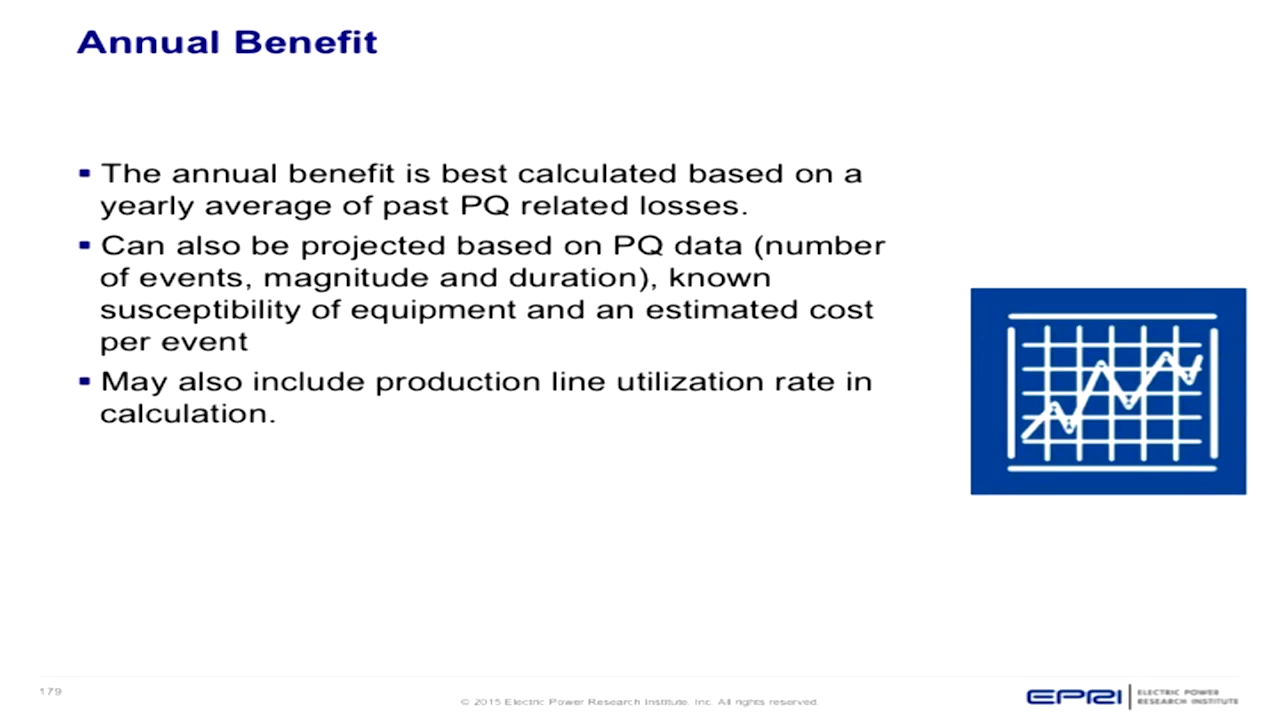 Annual Benefit
▪ The annual benefit is best calculated based on a
yearly average of past PQ related losses.
▪ Can also be projected based on PQ data (number
of events, magnitude and duration), known
susceptibility of equipment and an estimated cost
per event
▪ May also include production line utilization rate in
calculation.
179
© 2015 Electric Power Research Institute, Inc. All rights reserved.
EPRI
ELECTRIC POWER
RESEARCH INSTITUTE